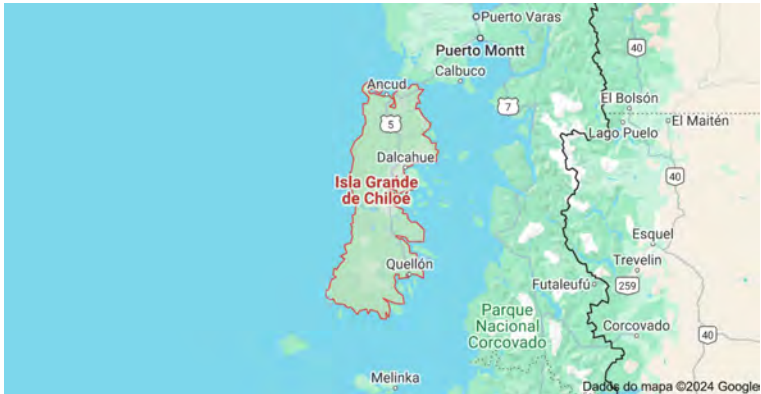 Puerto Varas
Puerto Montt
40
Calbuco
Ancud
7
El Bolsón
5
El Maitén
Lago Puelo
Dalcahue
Isla Grande
de Chiloé
40
Esquel
Quellón
Trevelin
Futaleufú
259
Parque
Nacional
Corcovado
Corcovado
40
Melinka
Dados do mapa ©2024 Google